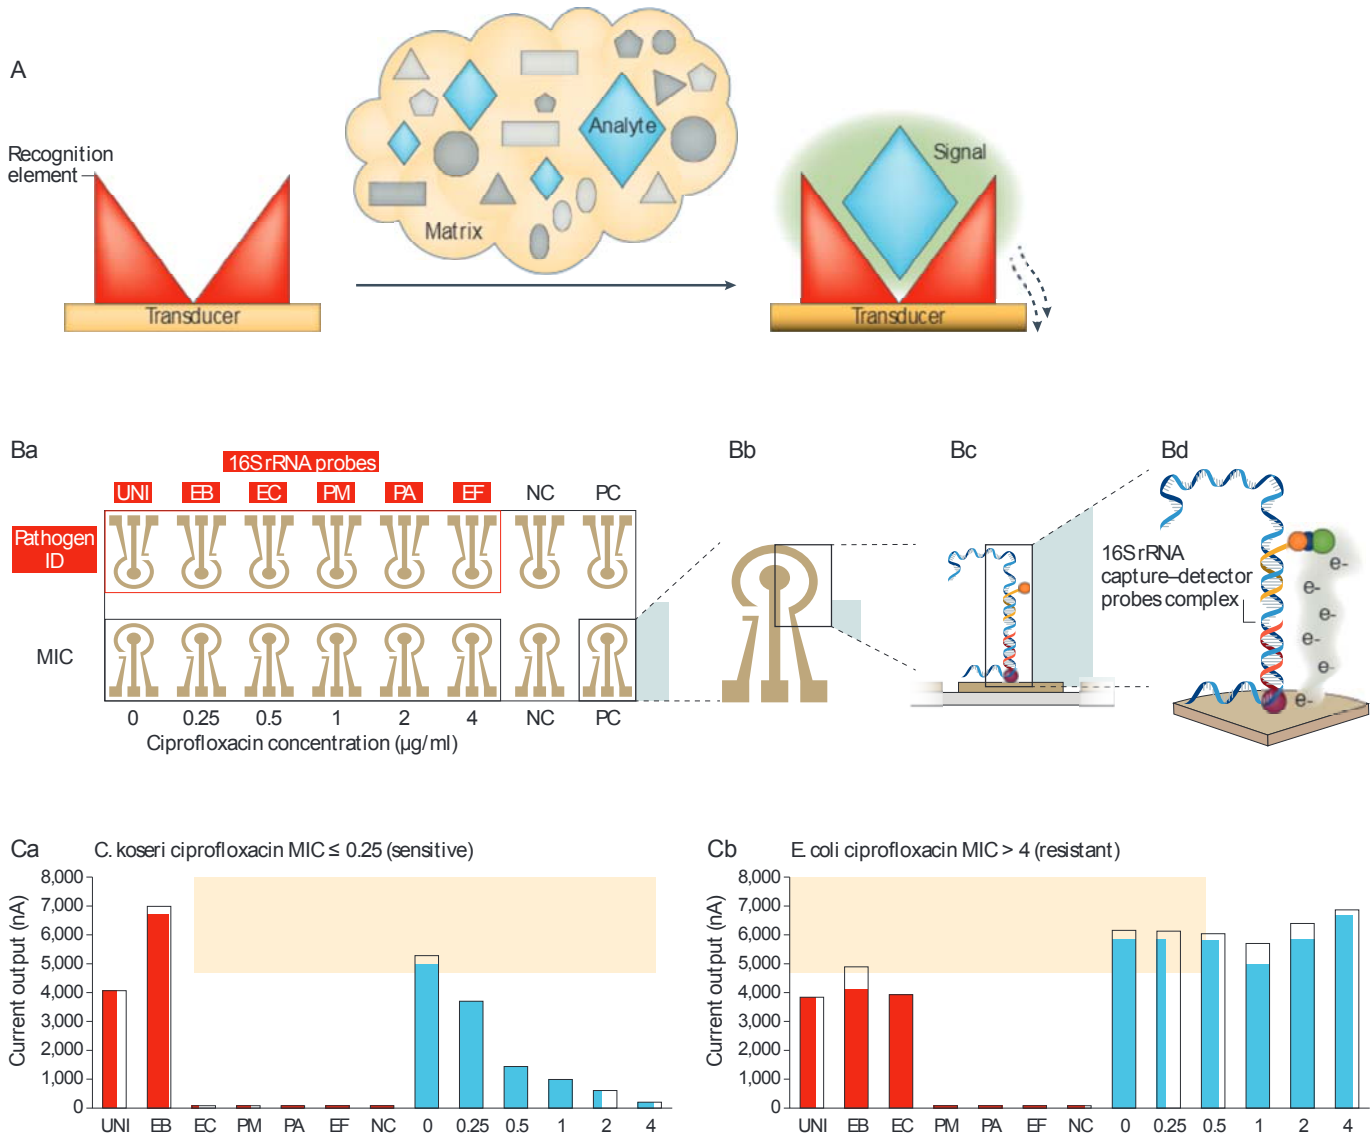 A
Recognition
element
Transducer
Analyte
Matrix
Signal
Transducer
Ba
16S rRNA probes
UNI EB EC PM PA EF NC PC
Pathogen
ID
MIC
0 0.25 0.5 1 2 4 NC PC
Ciprofloxacin concentration (µg/ml)
Bb
Bc
Bd
16S rRNA
capture–detector
probes complex
e-
e-
e-
e-
e-
e-
Ca C. koseri ciprofloxacin MIC ≤ 0.25 (sensitive)
Current output (nA)
8,000
7,000
6,000
5,000
4,000
3,000
2,000
1,000
0
UNI EB EC PM PA EF NC 0 0.25 0.5 1 2 4
Cb E. coli ciprofloxacin MIC > 4 (resistant)
Current output (nA)
8,000
7,000
6,000
5,000
4,000
3,000
2,000
1,000
0
UNI EB EC PM PA EF NC 0 0.25 0.5 1 2 4